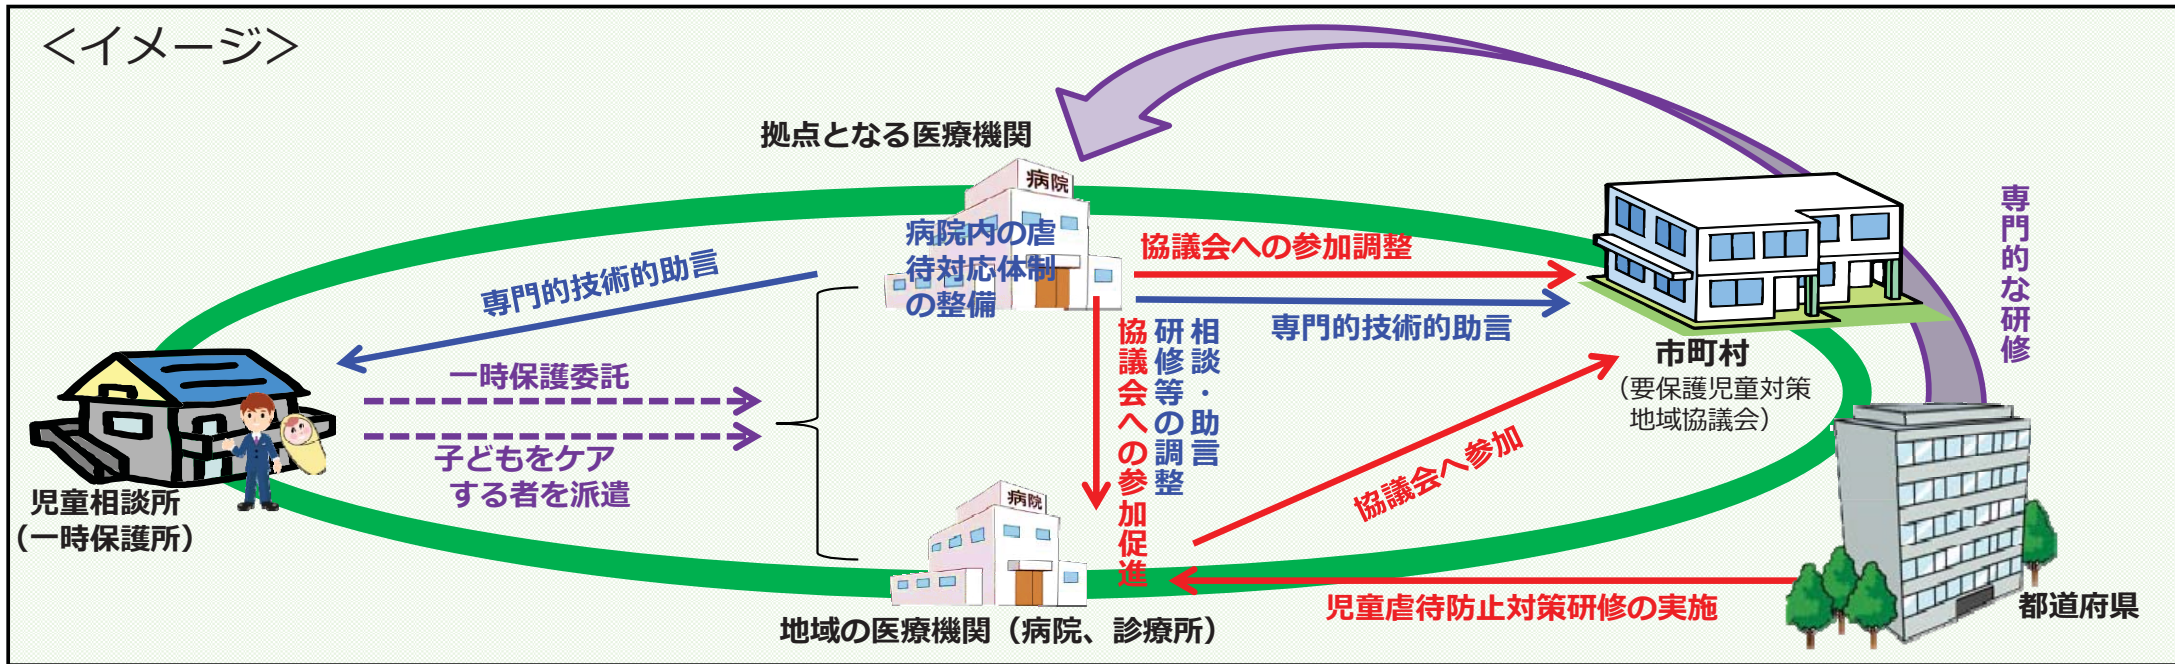 ＜イメージ＞
拠点となる医療機関
病院
病院内の虐
待対応体制
の整備
専門的技術的助言
協議会への参加調整
専門的技術的助言
専門的な研修
市町村
（要保護児童対策
地域協議会）
一時保護委託
子どもをケア
する者を派遣
相談・助言
研修等の調整
協議会への参加促進
協議会へ参加
児童相談所
（一時保護所）
病院
地域の医療機関（病院、診療所）
児童虐待防止対策研修の実施
都道府県